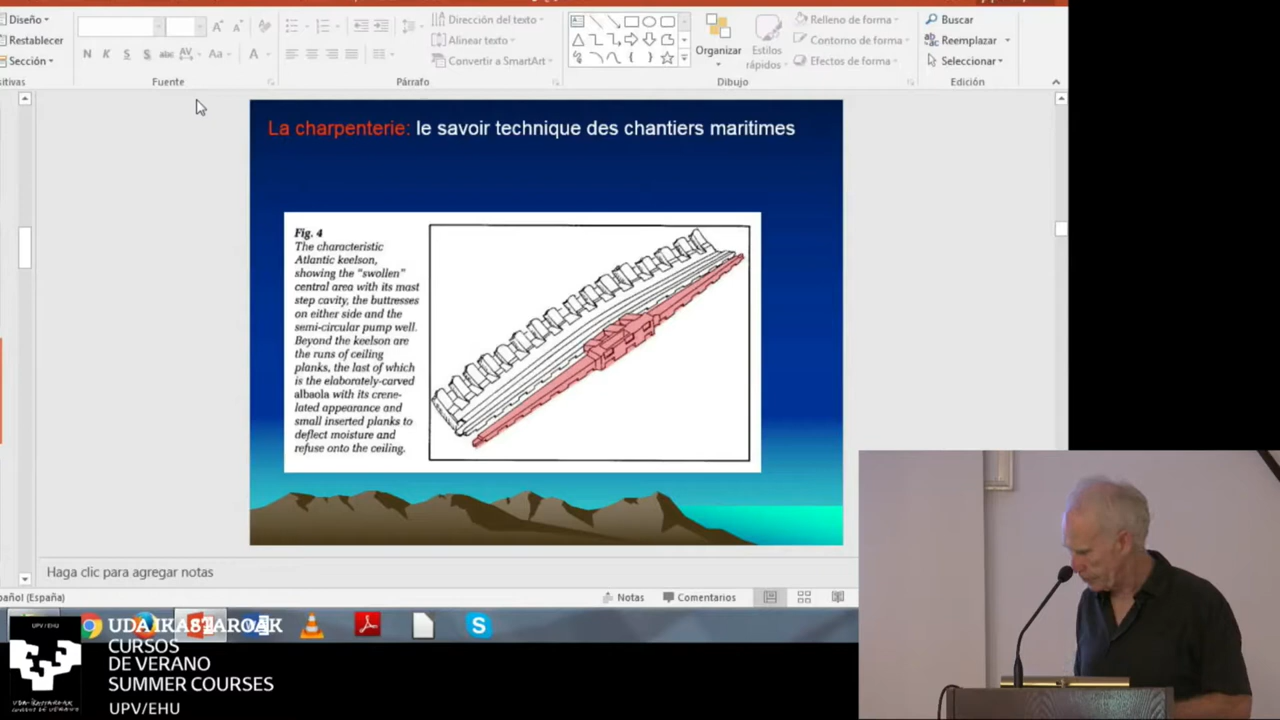 Diseño
Restablecer
Sección
Fuente
N K S S abc AV Aa A
Dirección del texto
Alinear texto
Convertir a SmartArt
Párrafo
Organizar
Estilos
rápidos
Relleno de forma
Contorno de forma
Efectos de forma
Dibujo
Buscar
Reemplazar
Seleccionar
Edición
La charpenterie: le savoir technique des chantiers maritimes
Fig. 4
The characteristic
Atlantic keelson,
showing the "swollen"
central area with its mast
step cavity, the buttresses
on either side and the
semi-circular pump well.
Beyond the keelson are
the runs of ceiling
planks, the last of which
is the elaborately-carved
albaola with its crene-
lated appearance and
small inserted planks to
deflect moisture and
refuse onto the ceiling.
Haga clic para agregar notas
añol (España)
Notas
Comentarios
UPV / EHU
UDA IKASTAROAK
CURSOS
DE VERANO
SUMMER COURSES
UPV/EHU